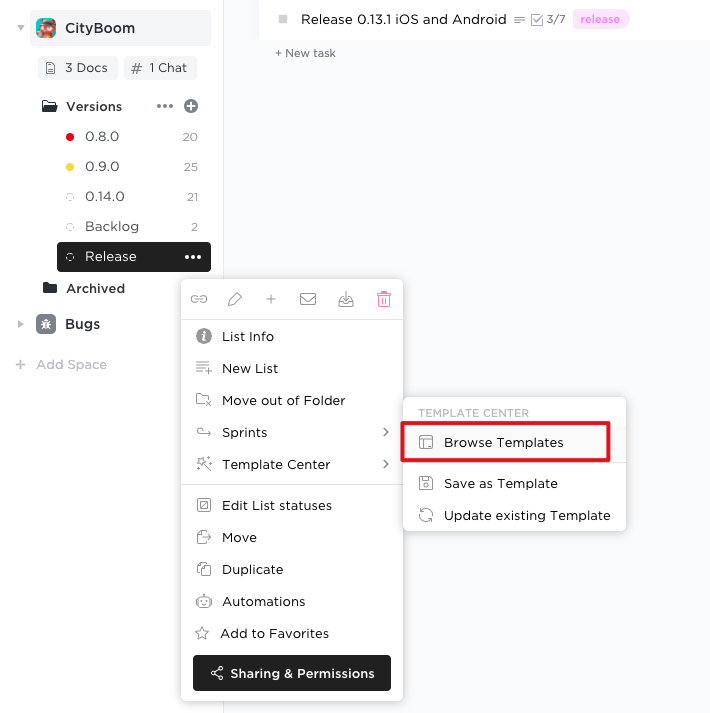 CityBoom
3 Docs
# 1 Chat
Versions
0.8.0 20
0.9.0 25
0.14.0 21
Backlog 2
Release
Archived
Bugs
+ Add Space
Release 0.13.1 iOS and Android 3/7 release
+ New task
List Info
New List
Move out of Folder
Sprints
Template Center
Edit List statuses
Move
Duplicate
Automations
Add to Favorites
Sharing & Permissions
TEMPLATE CENTER
Browse Templates
Save as Template
Update existing Template